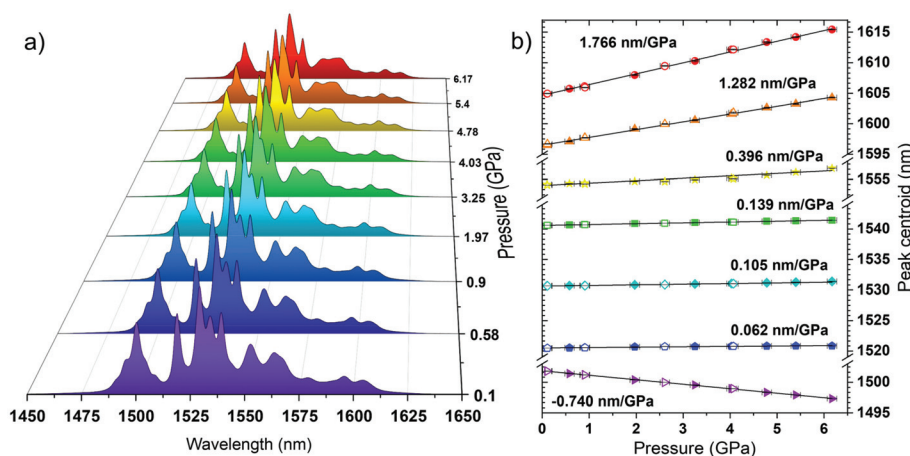 a)
6.17
5.4
4.78
4.03
3.25
1.97
0.9
0.58
0.1
Pressure (GPa)
1450 1475 1500 1525 1550 1575 1600 1625 1650
Wavelength (nm)
b)
1.766 nm/GPa
1.282 nm/GPa
0.396 nm/GPa
0.139 nm/GPa
0.105 nm/GPa
0.062 nm/GPa
-0.740 nm/GPa
1615
1610
1605
1600
1595
1555
1540
1530
1525
1520
1500
1495
Peak centroid (nm)
0 1 2 3 4 5 6
Pressure (GPa)